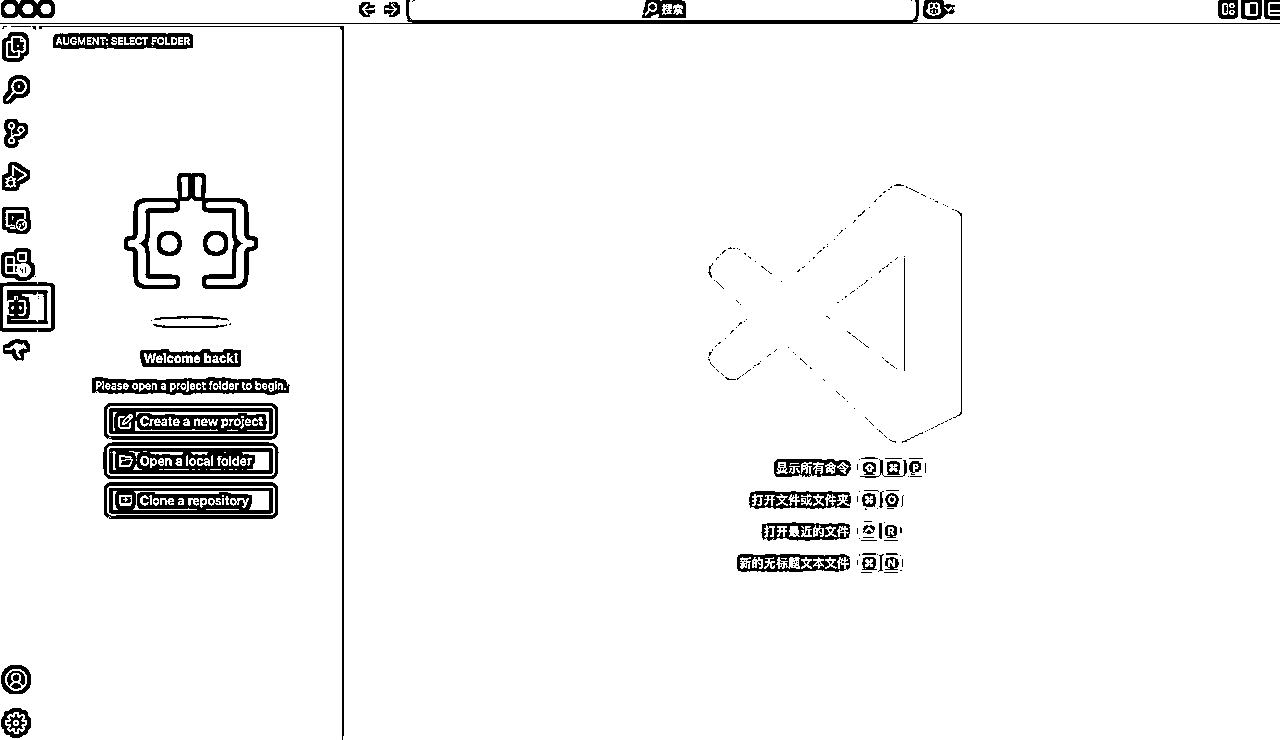 搜索
AUGMENT: SELECT FOLDER
Welcome back!
Please open a project folder to begin.
Create a new project
Open a local folder
Clone a repository
显示所有命令 ⇧ ⌘ P
打开文件或文件夹 ⌘ O
打开最近的文件 ⌃ R
新的无标题文本文件 ⌘ N